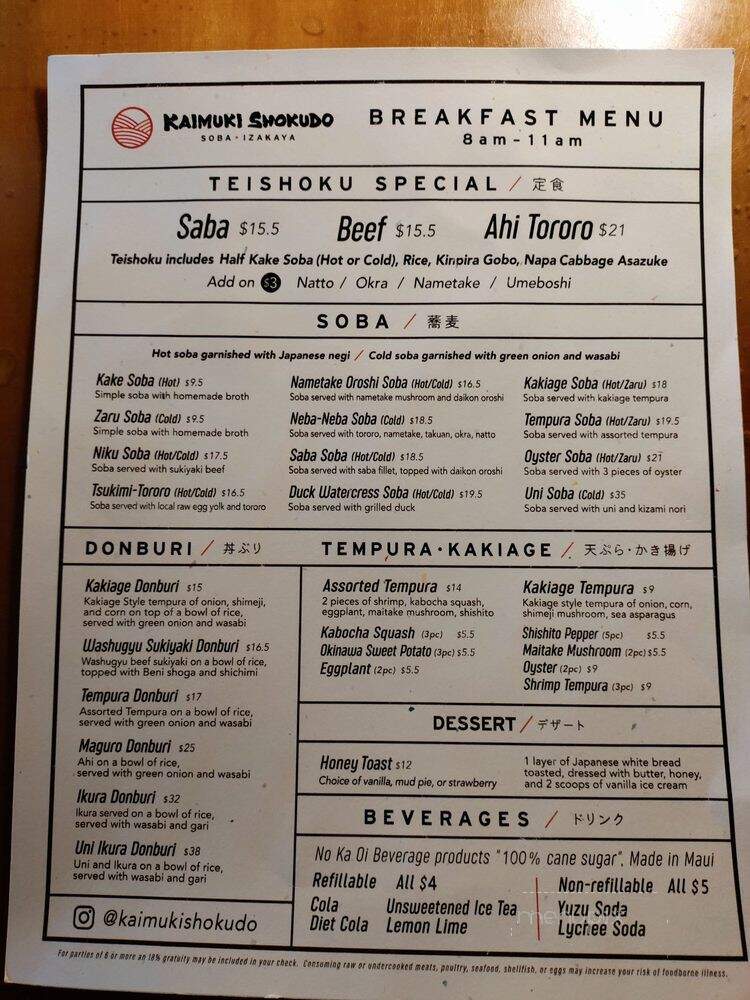 KAIMUKI SHOKUDO
SOBA · IZAKAYA
BREAKFAST MENU
8am-11am
TEISHOKU SPECIAL / 定食
Saba $15.5 Beef $15.5 Ahi Tororo $21
Teishoku includes Half Kake Soba (Hot or Cold), Rice, Kinpira Gobo, Napa Cabbage Asazuke
Add on $3 Natto / Okra / Nametake / Umeboshi
SOBA / 蕎麦
Hot soba garnished with Japanese negi / Cold soba garnished with green onion and wasabi
Kake Soba (Hot) $9.5
Simple soba with homemade broth
Zaru Soba (Cold) $9.5
Simple soba with homemade broth
Niku Soba (Hot/Cold) $17.5
Soba served with sukiyaki beef
Tsukimi-Tororo (Hot/Cold) $16.5
Soba served with local raw egg yolk and tororo
Nametake Oroshi Soba (Hot/Cold) $16.5
Soba served with nametake mushroom and daikon oroshi
Neba-Neba Soba (Cold) $18.5
Soba served with tororo, nametake, takuan, okra, natto
Saba Soba (Hot/Cold) $18.5
Soba served with saba fillet, topped with daikon oroshi
Duck Watercress Soba (Hot/Cold) $19.5
Soba served with grilled duck
Kakiage Soba (Hot/Zaru) $18
Soba served with kakiage tempura
Tempura Soba (Hot/Zaru) $19.5
Soba served with assorted tempura
Oyster Soba (Hot/Zaru) $21
Soba served with 3 pieces of oyster
Uni Soba (Cold) $35
Soba served with uni and kizami nori
DONBURI / 丼ぶり
Kakiage Donburi $15
Kakiage Style tempura of onion, shimeji,
and corn on top of a bowl of rice,
served with green onion and wasabi
Washugyu Sukiyaki Donburi $16.5
Washugyu beef sukiyaki on a bowl of rice,
topped with Beni shoga and shichimi
Tempura Donburi $17
Assorted Tempura on a bowl of rice,
served with green onion and wasabi
Maguro Donburi $25
Ahi on a bowl of rice,
served with green onion and wasabi
Ikura Donburi $32
Ikura served on a bowl of rice,
served with wasabi and gari
Uni Ikura Donburi $38
Uni and Ikura on a bowl of rice,
served with wasabi and gari
@kaimukishokudo
TEMPURA·KAKIAGE / 天ぷら・かき揚げ
Assorted Tempura $14
2 pieces of shrimp, kabocha squash,
eggplant, maitake mushroom, shishito
Kabocha Squash (3pc) $5.5
Okinawa Sweet Potato (3pc) $5.5
Eggplant (2pc) $5.5
Kakiage Tempura $9
Kakiage style tempura of onion, corn,
shimeji mushroom, sea asparagus
Shishito Pepper (5pc) $5.5
Maitake Mushroom (2pc) $5.5
Oyster (2pc) $9
Shrimp Tempura (3pc) $9
DESSERT / デザート
Honey Toast $12
Choice of vanilla, mud pie, or strawberry
1 layer of Japanese white bread
toasted, dressed with butter, honey,
and 2 scoops of vanilla ice cream
BEVERAGES / ドリンク
No Ka Oi Beverage products "100% cane sugar", Made in Maui
Refillable All $4
Cola Unsweetened Ice Tea
Diet Cola Lemon Lime
Non-refillable All $5
Yuzu Soda
Lychee Soda
For parties of 6 or more an 18% gratuity may be included in your check. Consuming raw or undercooked meats, poultry, seafood, shellfish, or eggs may increase your risk of foodborne illness.